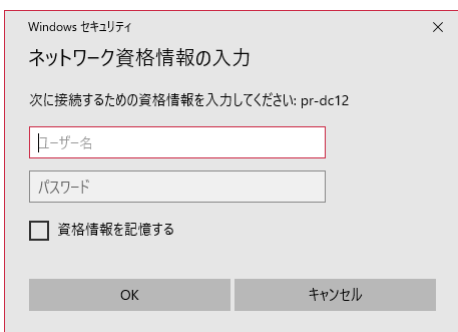 Windows セキュリティ
ネットワーク資格情報の入力
次に接続するための資格情報を入力してください: pr-dc12
ユーザー名
パスワード
資格情報を記憶する
OK
キャンセル